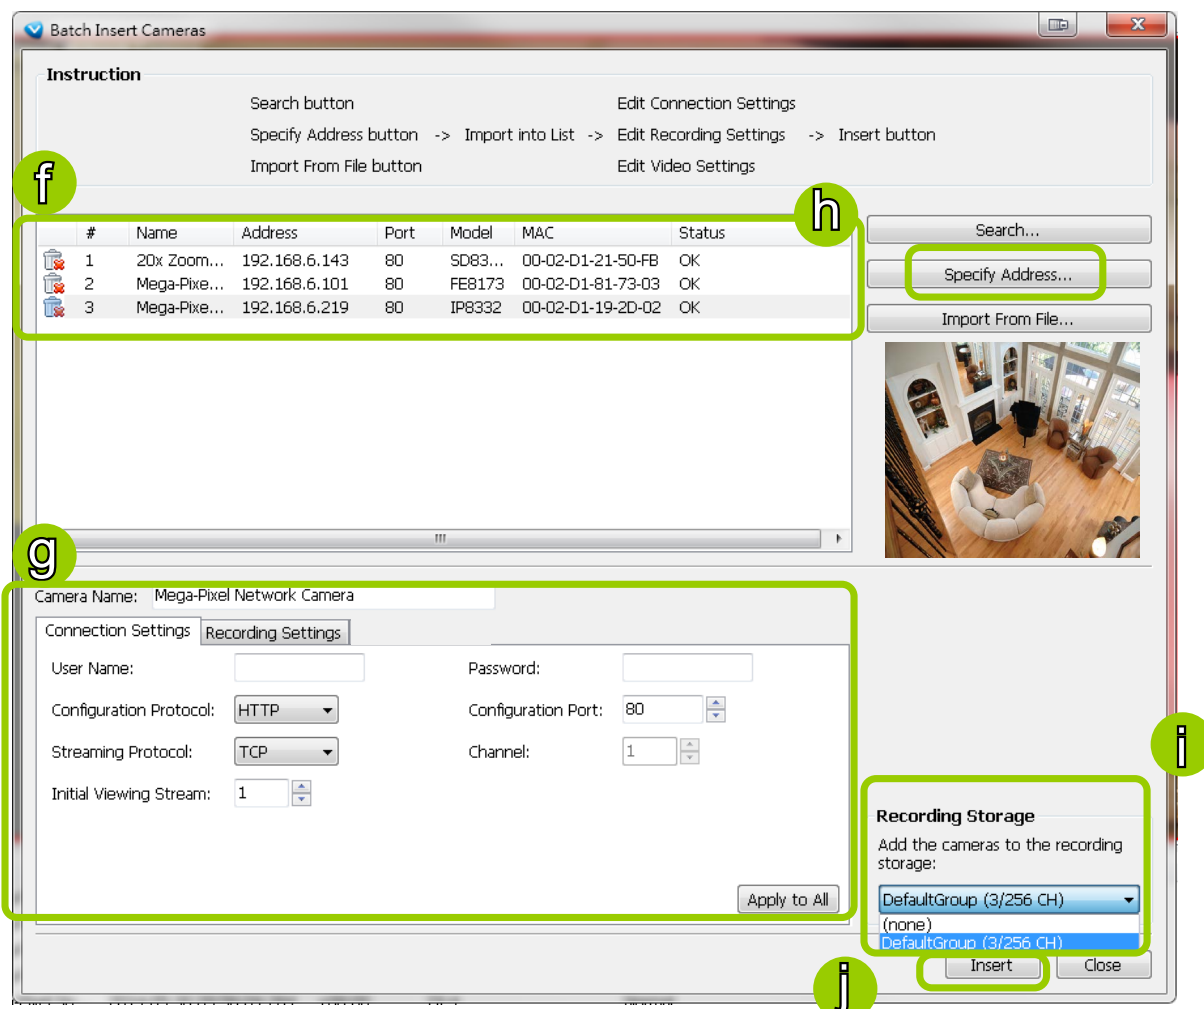 Batch Insert Cameras
Instruction
Search button Edit Connection Settings
Specify Address button -> Import into List -> Edit Recording Settings -> Insert button
Import From File button Edit Video Settings
f
h
# Name Address Port Model MAC Status
1 20x Zoom... 192.168.6.143 80 SD83... 00-02-D1-21-50-FB OK
2 Mega-Pixe... 192.168.6.101 80 FE8173 00-02-D1-81-73-03 OK
3 Mega-Pixe... 192.168.6.219 80 IP8332 00-02-D1-19-2D-02 OK
Search...
Specify Address...
Import From File...
g
Camera Name: Mega-Pixel Network Camera
Connection Settings Recording Settings
User Name: Password:
Configuration Protocol: HTTP Configuration Port: 80
Streaming Protocol: TCP Channel: 1
Initial Viewing Stream: 1
Apply to All
i
Recording Storage
Add the cameras to the recording
storage:
DefaultGroup (3/256 CH)
(none)
DefaultGroup (3/256 CH)
j
Insert Close